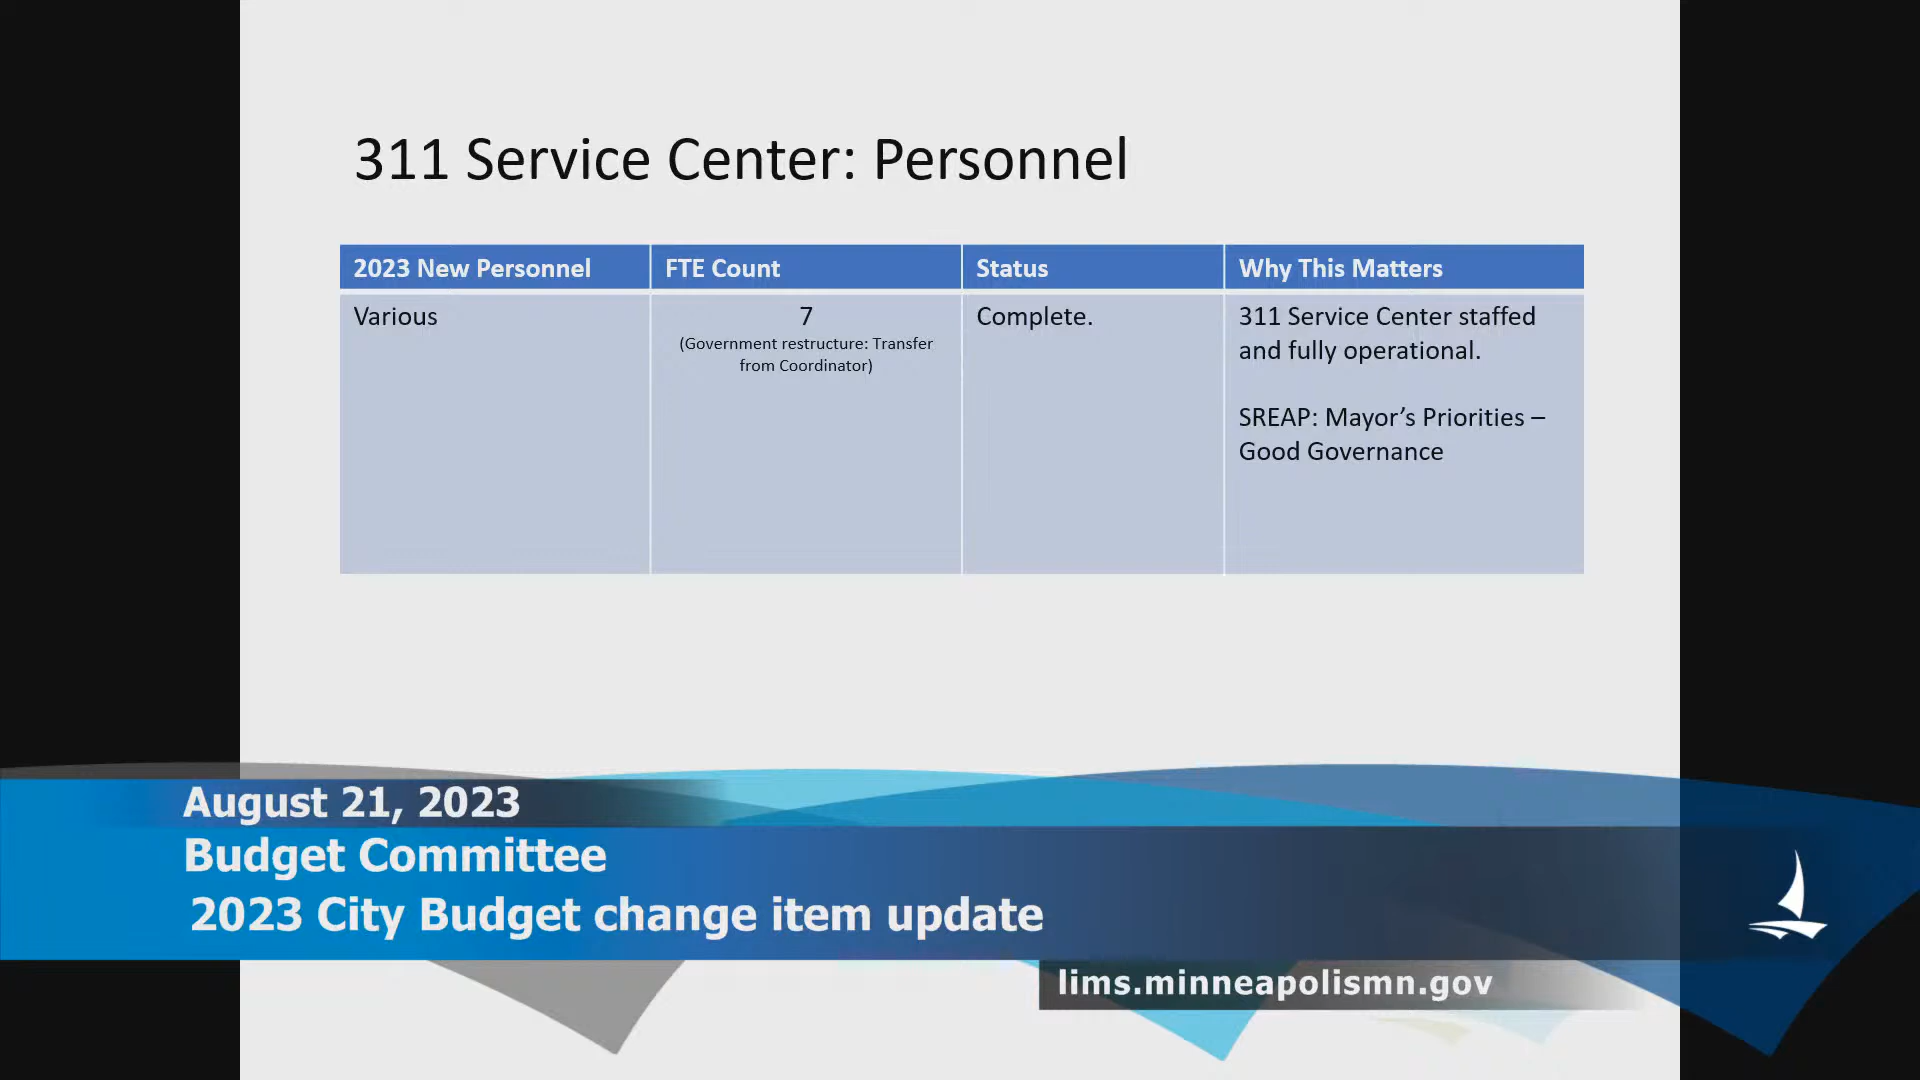 311 Service Center: Personnel
2023 New Personnel
FTE Count
Status
Why This Matters
Various
7
(Government restructure: Transfer
from Coordinator)
Complete.
311 Service Center staffed
and fully operational.
SREAP: Mayor’s Priorities –
Good Governance
August 21, 2023
Budget Committee
2023 City Budget change item update
lims.minneapolismn.gov